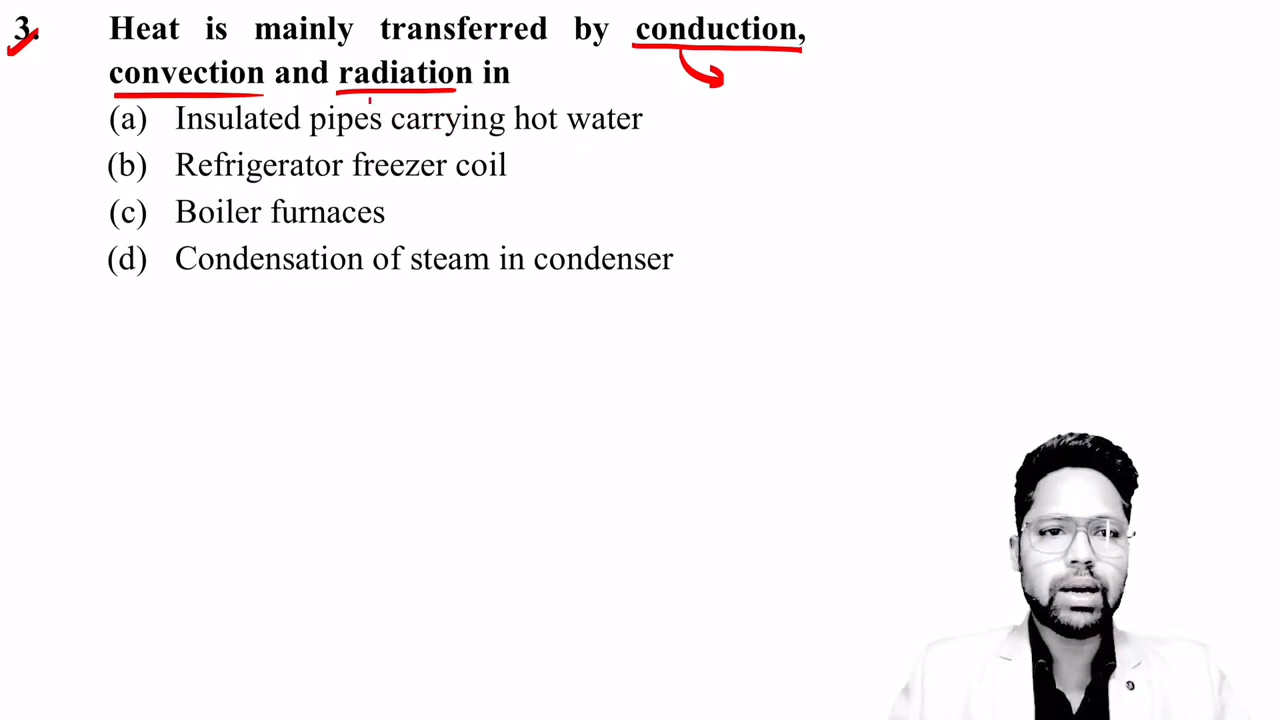 3. Heat is mainly transferred by conduction,
convection and radiation in
(a) Insulated pipes carrying hot water
(b) Refrigerator freezer coil
(c) Boiler furnaces
(d) Condensation of steam in condenser